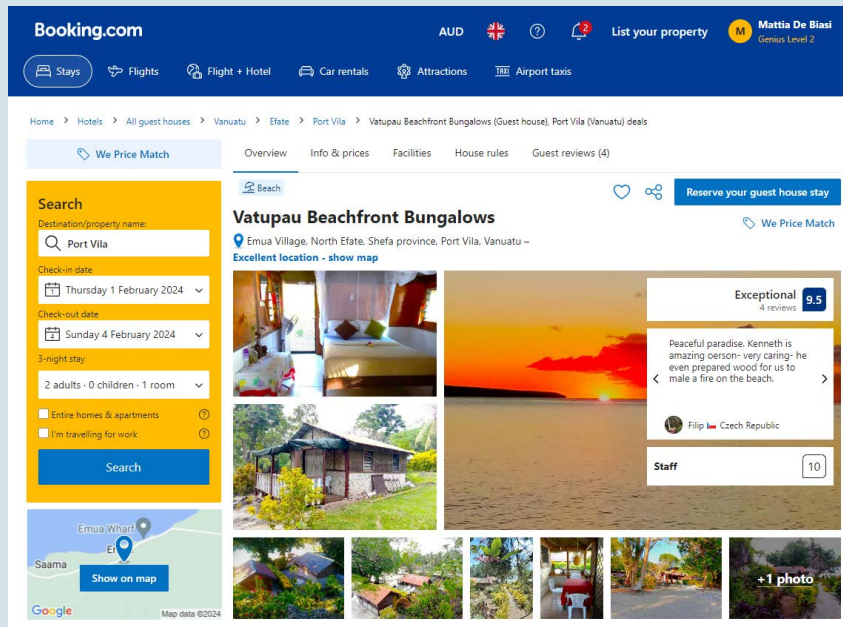 Booking.com
AUD
?
2
List your property
M
Mattia De Biasi
Genius Level 2
Stays
Flights
Flight + Hotel
Car rentals
Attractions
TAXI
Airport taxis
Home > Hotels > All guest houses > Vanuatu > Efate > Port Vila > Vatupau Beachfront Bungalows (Guest house), Port Vila (Vanuatu) deals
We Price Match
Overview
Info & prices
Facilities
House rules
Guest reviews (4)
Search
Destination/property name:
Port Vila
Check-in date
1
Thursday 1 February 2024
Check-out date
4
Sunday 4 February 2024
3-night stay
2 adults · 0 children · 1 room
Entire homes & apartments
?
I'm travelling for work
?
Search
Emua Wharf
Saama
Show on map
Google
Map data ©2024
Beach
Reserve your guest house stay
Vatupau Beachfront Bungalows
We Price Match
Emua Village, North Efate, Shefa province, Port Vila, Vanuatu –
Excellent location - show map
Exceptional
4 reviews
9.5
Peaceful paradise. Kenneth is
amazing oerson- very caring- he
even prepared wood for us to
male a fire on the beach.
Filip
Czech Republic
Staff
10
+1 photo